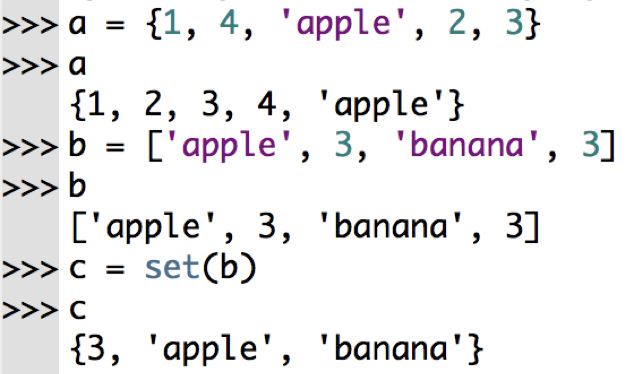 >>> a = {1, 4, 'apple', 2, 3}
>>> a
{1, 2, 3, 4, 'apple'}
>>> b = ['apple', 3, 'banana', 3]
>>> b
['apple', 3, 'banana', 3]
>>> c = set(b)
>>> c
{3, 'apple', 'banana'}